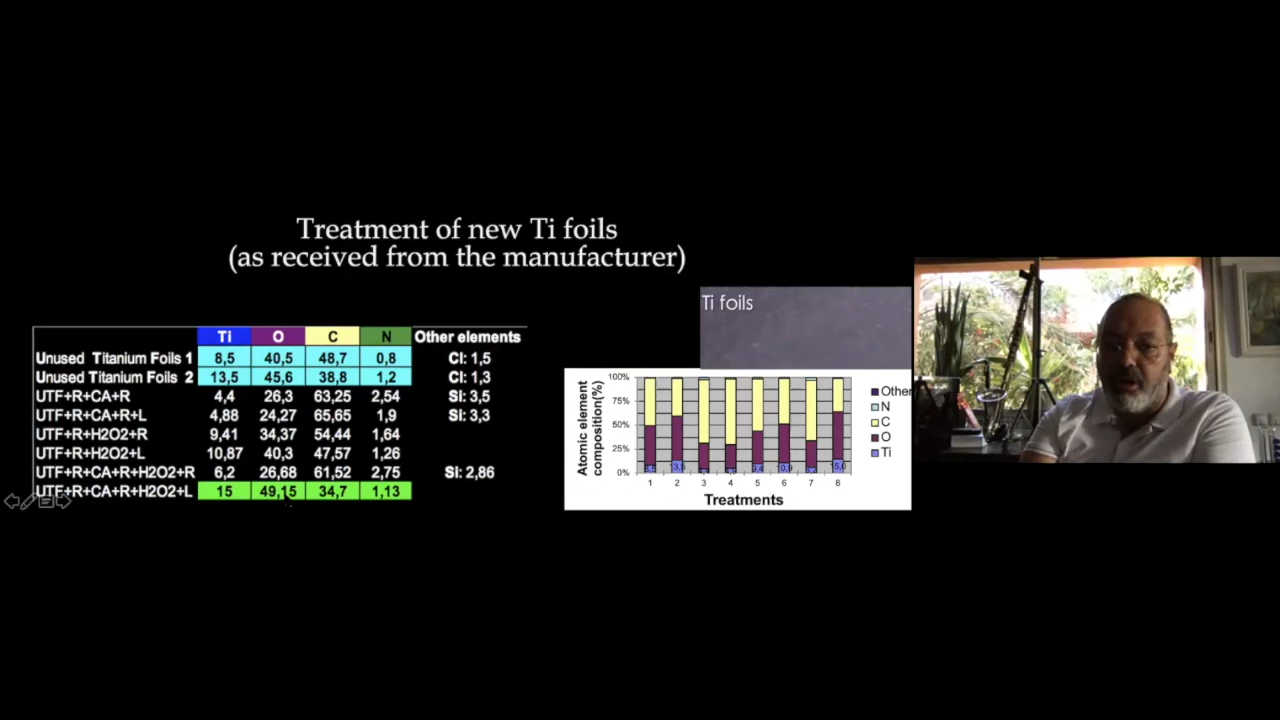 Treatment of new Ti foils
(as received from the manufacturer)
Ti O C N Other elements
Unused Titanium Foils 1 8,5 40,5 48,7 0,8 Cl: 1,5
Unused Titanium Foils 2 13,5 45,6 38,8 1,2 Cl: 1,3
UTF+R+CA+R 4,4 26,3 63,25 2,54 Si: 3,5
UTF+R+CA+R+L 4,88 24,27 65,65 1,9 Si: 3,3
UTF+R+H2O2+R 9,41 34,37 54,44 1,64
UTF+R+H2O2+L 10,87 40,3 47,57 1,26
UTF+R+CA+R+H2O2+R 6,2 26,68 61,52 2,75 Si: 2,86
UTF+R+CA+R+H2O2+L 15 49,15 34,7 1,13
Ti foils
Atomic element
composition(%)
100%
75%
50%
25%
0%
13,5 10,9 15,0
1 2 3 4 5 6 7 8
Treatments
Other
N
C
O
Ti